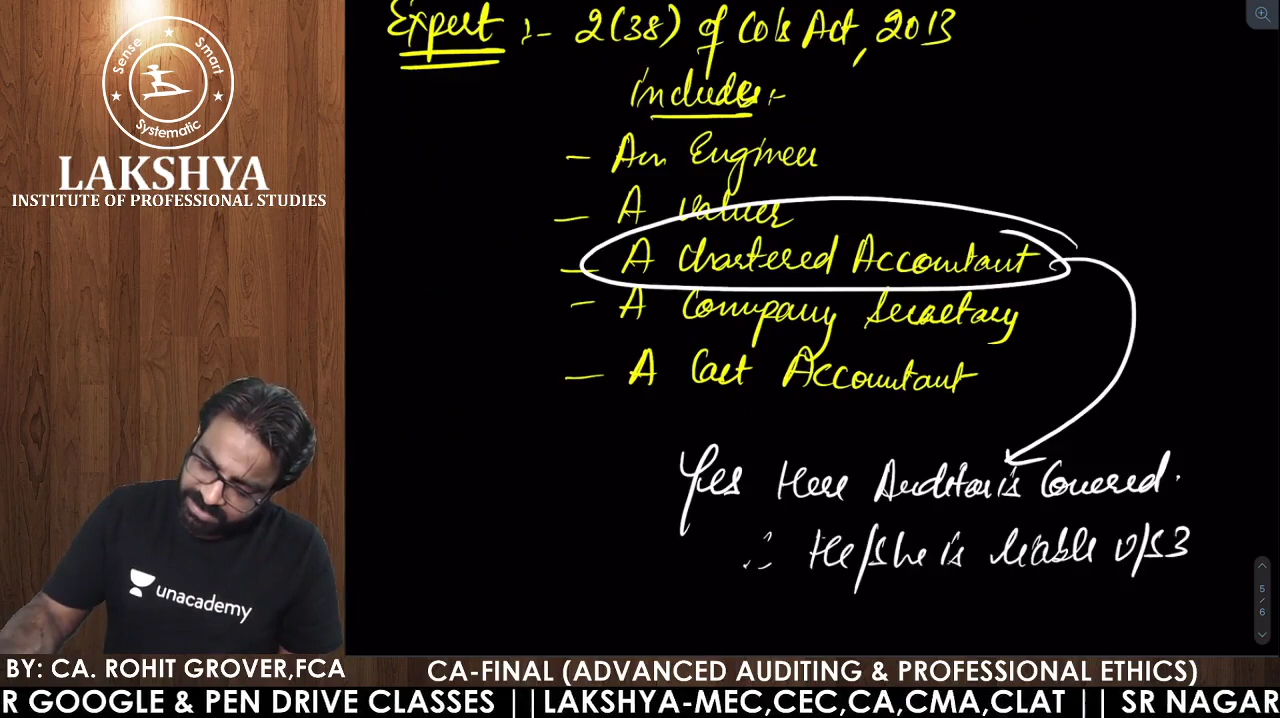 Expert :- 2(38) of Co's Act, 2013
includes :-
- An Engineer
- A valuer
- A chartered Accountant
- A Company Secretary
- A Cost Accountant
Yes Here Auditor is Covered.
∴ He/she is liable u/s
Sense Smart
Systematic
LAKSHYA
INSTITUTE OF PROFESSIONAL STUDIES
unacademy
5
/
6
BY: CA. ROHIT GROVER,FCA CA-FINAL (ADVANCED AUDITING & PROFESSIONAL ETHICS)
R GOOGLE & PEN DRIVE CLASSES ||LAKSHYA-MEC,CEC,CA,CMA,CLAT || SR NAGAR